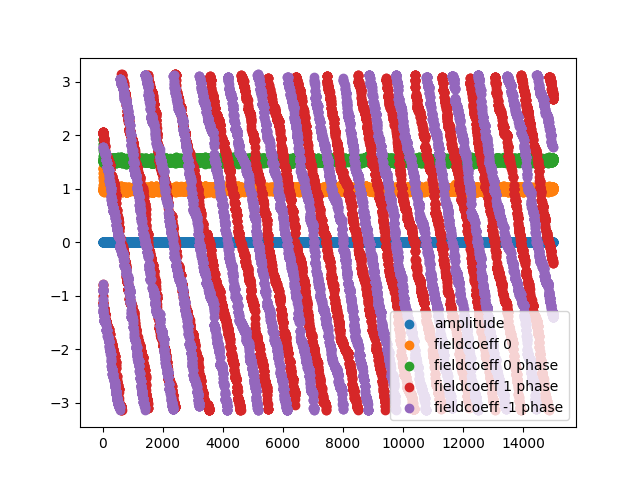 3
2
1
0
−1
−2
−3
amplitude
fieldcoeff 0
fieldcoeff 0 phase
fieldcoeff 1 phase
fieldcoeff -1 phase
0 2000 4000 6000 8000 10000 12000 14000